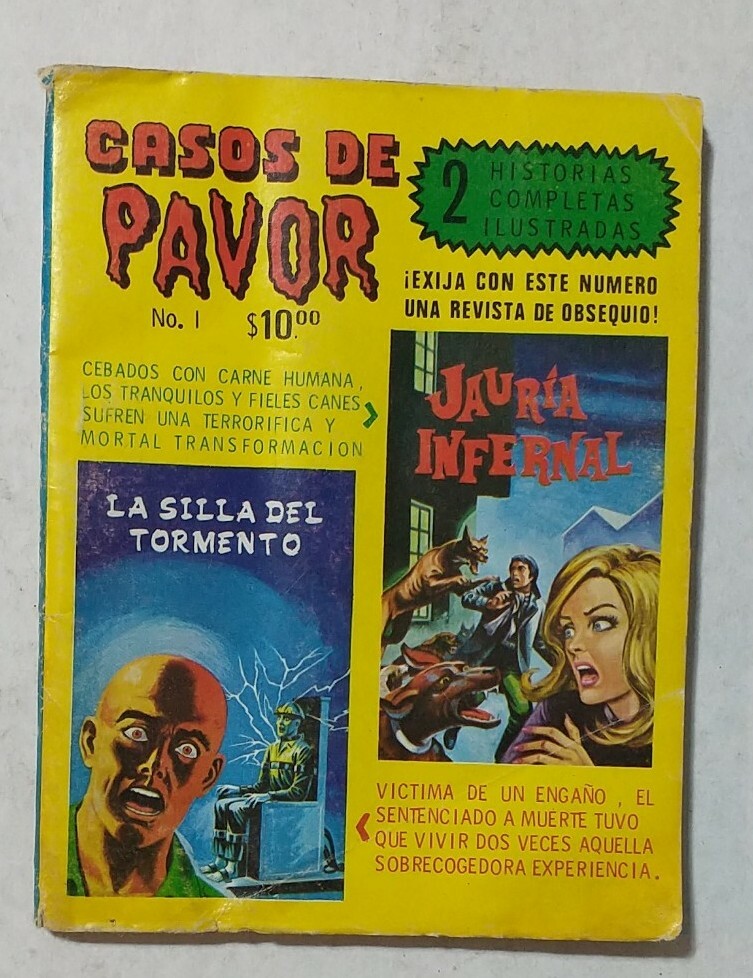 CASOS DE
PAVOR
No. 1 $10.00
2 HISTORIAS
COMPLETAS
ILUSTRADAS
¡EXIJA CON ESTE NUMERO
UNA REVISTA DE OBSEQUIO!
CEBADOS CON CARNE HUMANA,
LOS TRANQUILOS Y FIELES CANES
SUFREN UNA TERRORIFICA Y
MORTAL TRANSFORMACION
JAURÍA
INFERNAL
LA SILLA DEL
TORMENTO
VICTIMA DE UN ENGAÑO, EL
SENTENCIADO A MUERTE TUVO
QUE VIVIR DOS VECES AQUELLA
SOBRECOGEDORA EXPERIENCIA.